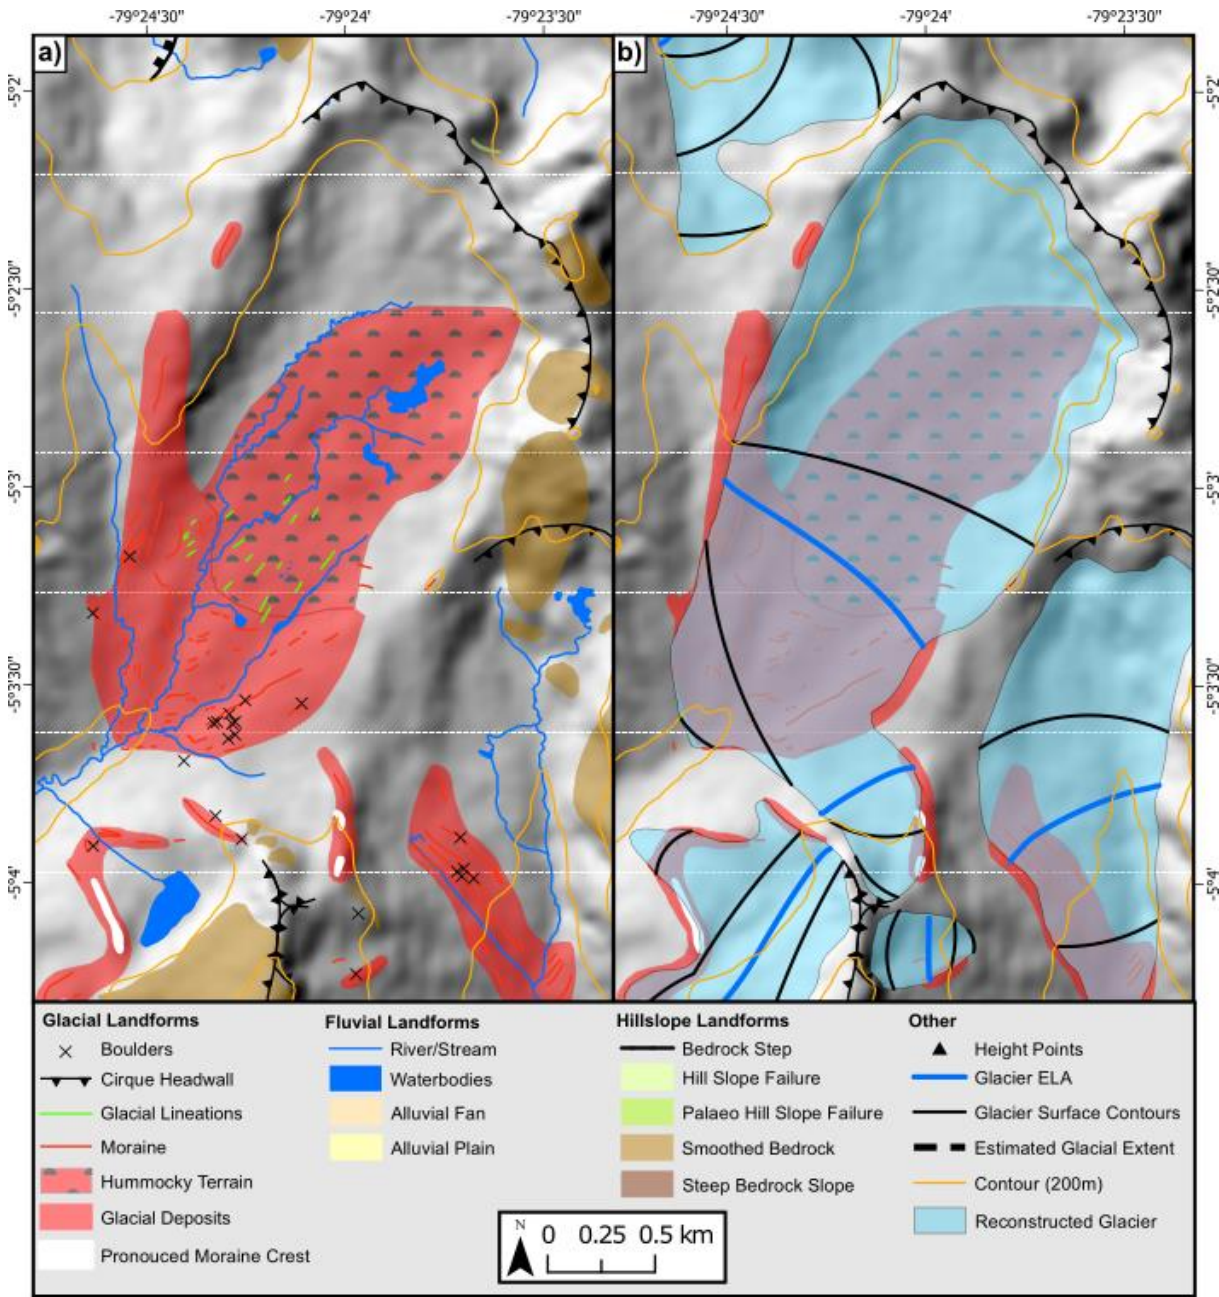 -79°24'30" -79°24' -79°23'30" -79°24'30" -79°24' -79°23'30"
a) b)
-5°2' -5°2'
-5°2'30" -5°2'30"
-5°3' -5°3'
-5°3'30" -5°3'30"
-5°4' -5°4'
Glacial Landforms
Boulders
Cirque Headwall
Glacial Lineations
Moraine
Hummocky Terrain
Glacial Deposits
Pronouced Moraine Crest
Fluvial Landforms
River/Stream
Waterbodies
Alluvial Fan
Alluvial Plain
Hillslope Landforms
Bedrock Step
Hill Slope Failure
Palaeo Hill Slope Failure
Smoothed Bedrock
Steep Bedrock Slope
Other
Height Points
Glacier ELA
Glacier Surface Contours
Estimated Glacial Extent
Contour (200m)
Reconstructed Glacier
N
0 0.25 0.5 km